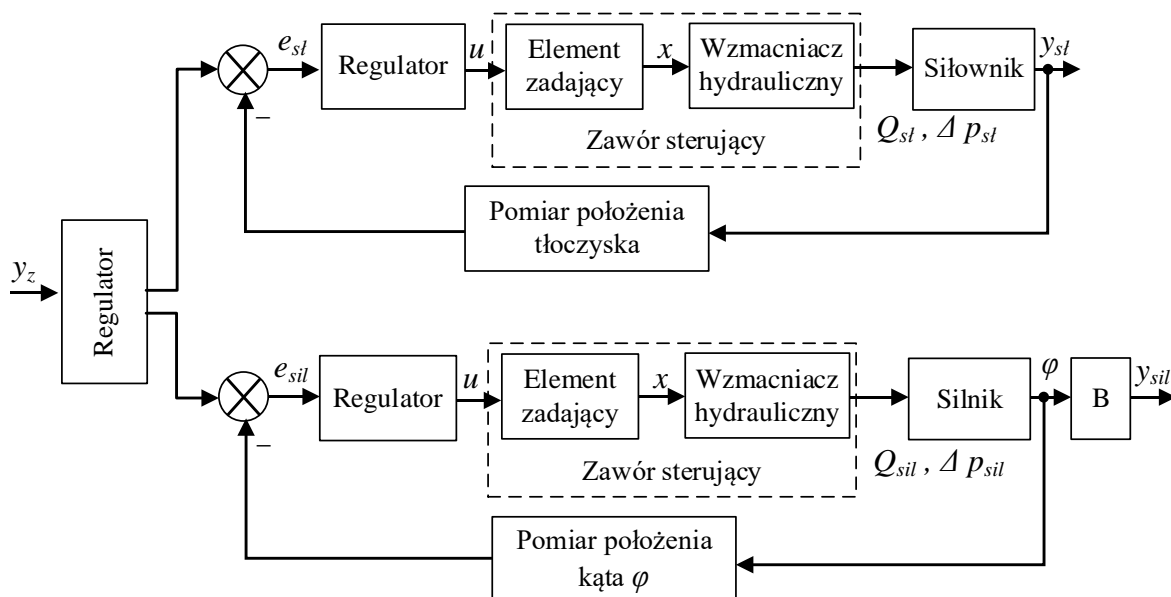 y_z
Regulator
e_sł
–
Regulator
u
Element
zadający
x
Wzmacniacz
hydrauliczny
Zawór sterujący
Q_sł , Δ p_sł
Siłownik
y_sł
Pomiar położenia
tłoczyska
e_sil
–
Regulator
u
Element
zadający
x
Wzmacniacz
hydrauliczny
Zawór sterujący
Q_sil , Δ p_sil
Silnik
φ
B
y_sil
Pomiar położenia
kąta φ